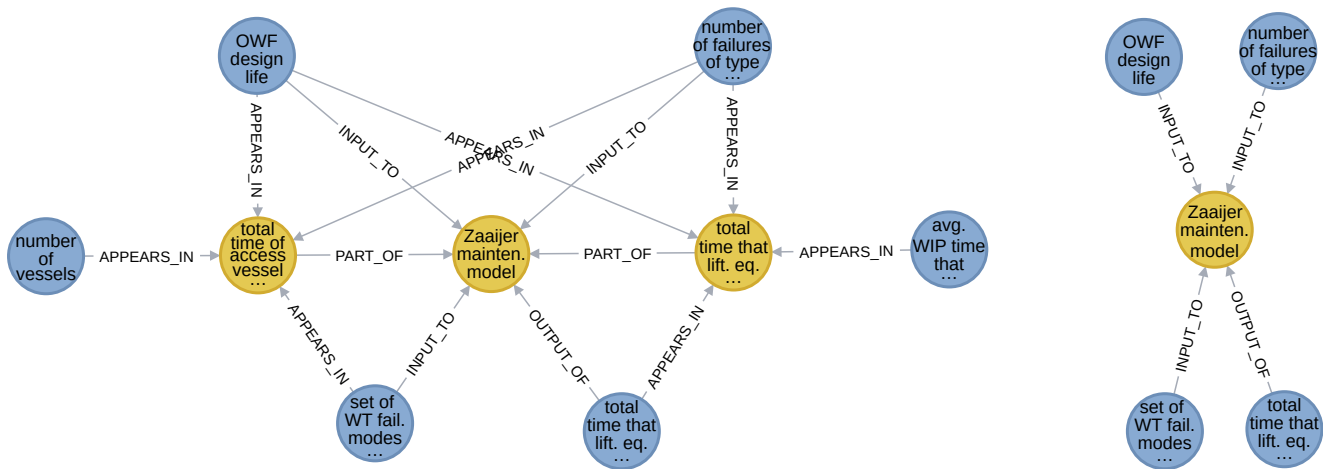 OWF
design
life
number
of failures
of type
...
OWF
design
life
number
of failures
of type
...
APPEARS_IN
INPUT_TO
APPEARS_IN
APPEARS_IN
INPUT_TO
APPEARS_IN
INPUT_TO
INPUT_TO
number
of
vessels
APPEARS_IN
total
time of
access
vessel
...
PART_OF
Zaaijer
mainten.
model
PART_OF
total
time that
lift. eq.
...
APPEARS_IN
avg.
WIP time
that
...
Zaaijer
mainten.
model
APPEARS_IN
INPUT_TO
OUTPUT_OF
APPEARS_IN
INPUT_TO
OUTPUT_OF
set of
WT fail.
modes
...
total
time that
lift. eq.
...
set of
WT fail.
modes
...
total
time that
lift. eq.
...